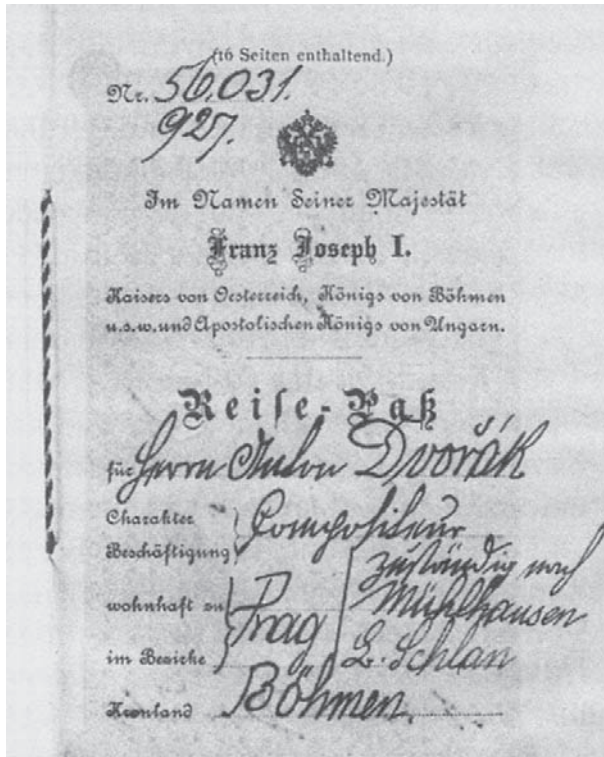 (16 Seiten enthaltend.)
Nr. 56.031.
927.
Im Namen Seiner Majestät
Franz Joseph I.
Kaisers von Oesterreich, Königs von Böhmen
u.s.w. und Apostolischen Königs von Ungarn.
Reise-Paß
für Herrn Anton Dvořák
Charakter
Beschäftigung } Compositeur
wohnhaft zu
im Bezirke } Prag
zuständig nach
Mühlhausen
B. Schlan
Kronland Böhmen